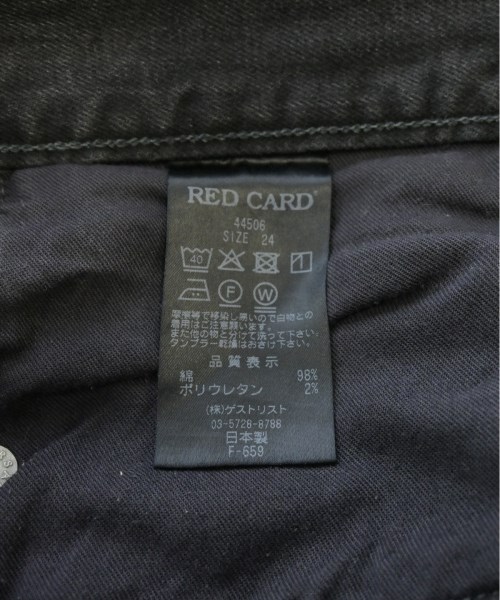 RED CARD
44506
SIZE 24
40
F W
摩擦等で移染し易いので白物との
着用はご注意願います。
また他の物と分けて洗って下さい。
タンブラー乾燥はおさけ下さい。
品質表示
綿 98%
ポリウレタン 2%
(株)ゲストリスト
03-5728-8788
日本製
F-659